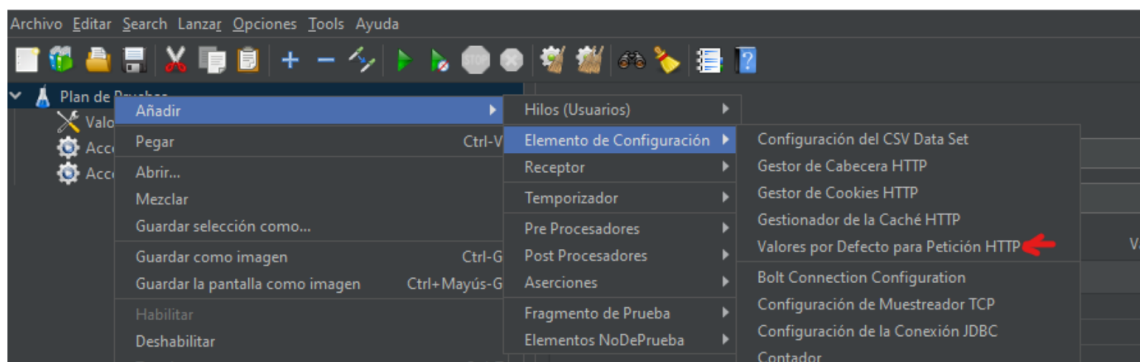 Archivo Editar Search Lanzar Opciones Tools Ayuda
Plan de
Añadir
Pegar Ctrl-V
Abrir...
Mezclar
Guardar selección como...
Guardar como imagen Ctrl-G
Guardar la pantalla como imagen Ctrl+Mayús-G
Habilitar
Deshabilitar
Hilos (Usuarios)
Elemento de Configuración
Receptor
Temporizador
Pre Procesadores
Post Procesadores
Aserciones
Fragmento de Prueba
Elementos NoDePrueba
Configuración del CSV Data Set
Gestor de Cabecera HTTP
Gestor de Cookies HTTP
Gestionador de la Caché HTTP
Valores por Defecto para Petición HTTP
Bolt Connection Configuration
Configuración de Muestreador TCP
Configuración de la Conexión JDBC
Contador